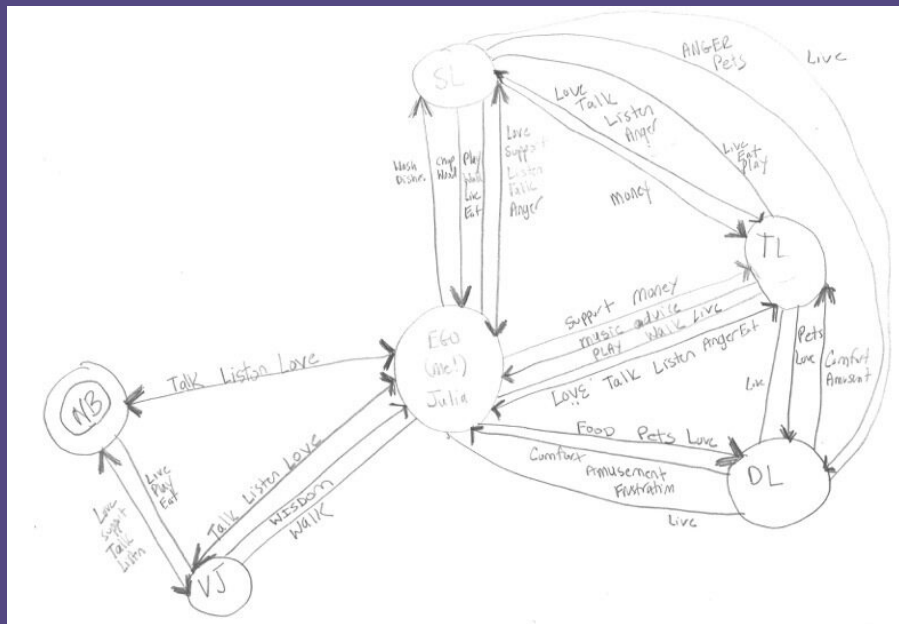 SL
ANGER
Pets
Live
Love
Talk
Listen
Anger
Live
Eat
Play
Money
Wash
Dishes
Chop
Wood
Play
Walk
Live
Eat
Love
Support
Listen
Talk
Anger
TL
Support Money
music advice
PLAY Walk Live
Love Talk Listen Anger Eat
EGO
(me!)
Julia
Talk Listen Love
NB
Live
Play
Eat
Love
Support
Talk
Listen
Talk Listen Love
WISDOM
Walk
VJ
Live
Pets
Love
Comfort
Amusement
FOOD Pets Love
Comfort
Amusement
Frustration
Live
DL